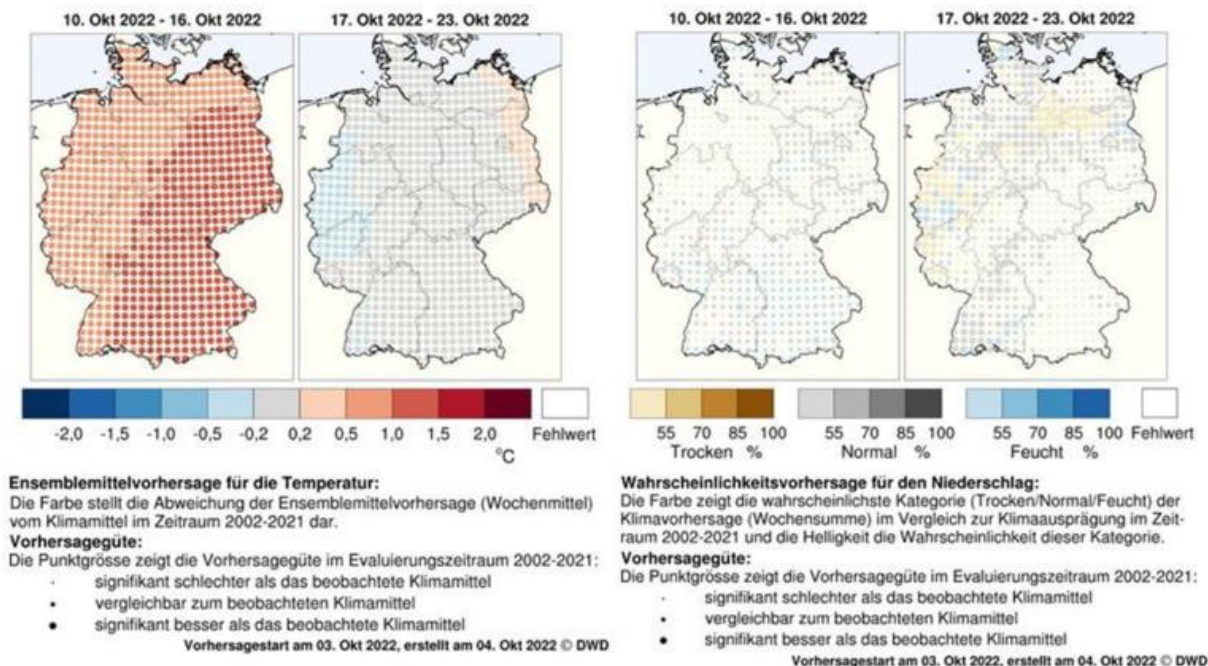 10. Okt 2022 - 16. Okt 2022
17. Okt 2022 - 23. Okt 2022
-2,0 -1,5 -1,0 -0,5 -0,2 0,2 0,5 1,0 1,5 2,0 Fehlwert
°C
Ensemblemittelvorhersage für die Temperatur:
Die Farbe stellt die Abweichung der Ensemblemittelvorhersage (Wochenmittel)
vom Klimamittel im Zeitraum 2002-2021 dar.
Vorhersagegüte:
Die Punktgrösse zeigt die Vorhersagegüte im Evaluierungszeitraum 2002-2021:
signifikant schlechter als das beobachtete Klimamittel
vergleichbar zum beobachteten Klimamittel
signifikant besser als das beobachtete Klimamittel
Vorhersagestart am 03. Okt 2022, erstellt am 04. Okt 2022 © DWD
10. Okt 2022 - 16. Okt 2022
17. Okt 2022 - 23. Okt 2022
55 70 85 100 55 70 85 100 55 70 85 100 Fehlwert
Trocken % Normal % Feucht %
Wahrscheinlichkeitsvorhersage für den Niederschlag:
Die Farbe zeigt die wahrscheinlichste Kategorie (Trocken/Normal/Feucht) der
Klimavorhersage (Wochensumme) im Vergleich zur Klimaausprägung im Zeit-
raum 2002-2021 und die Helligkeit die Wahrscheinlichkeit dieser Kategorie.
Vorhersagegüte:
Die Punktgrösse zeigt die Vorhersagegüte im Evaluierungszeitraum 2002-2021:
signifikant schlechter als das beobachtete Klimamittel
vergleichbar zum beobachteten Klimamittel
signifikant besser als das beobachtete Klimamittel
Vorhersagestart am 03. Okt 2022, erstellt am 04. Okt 2022 © DWD